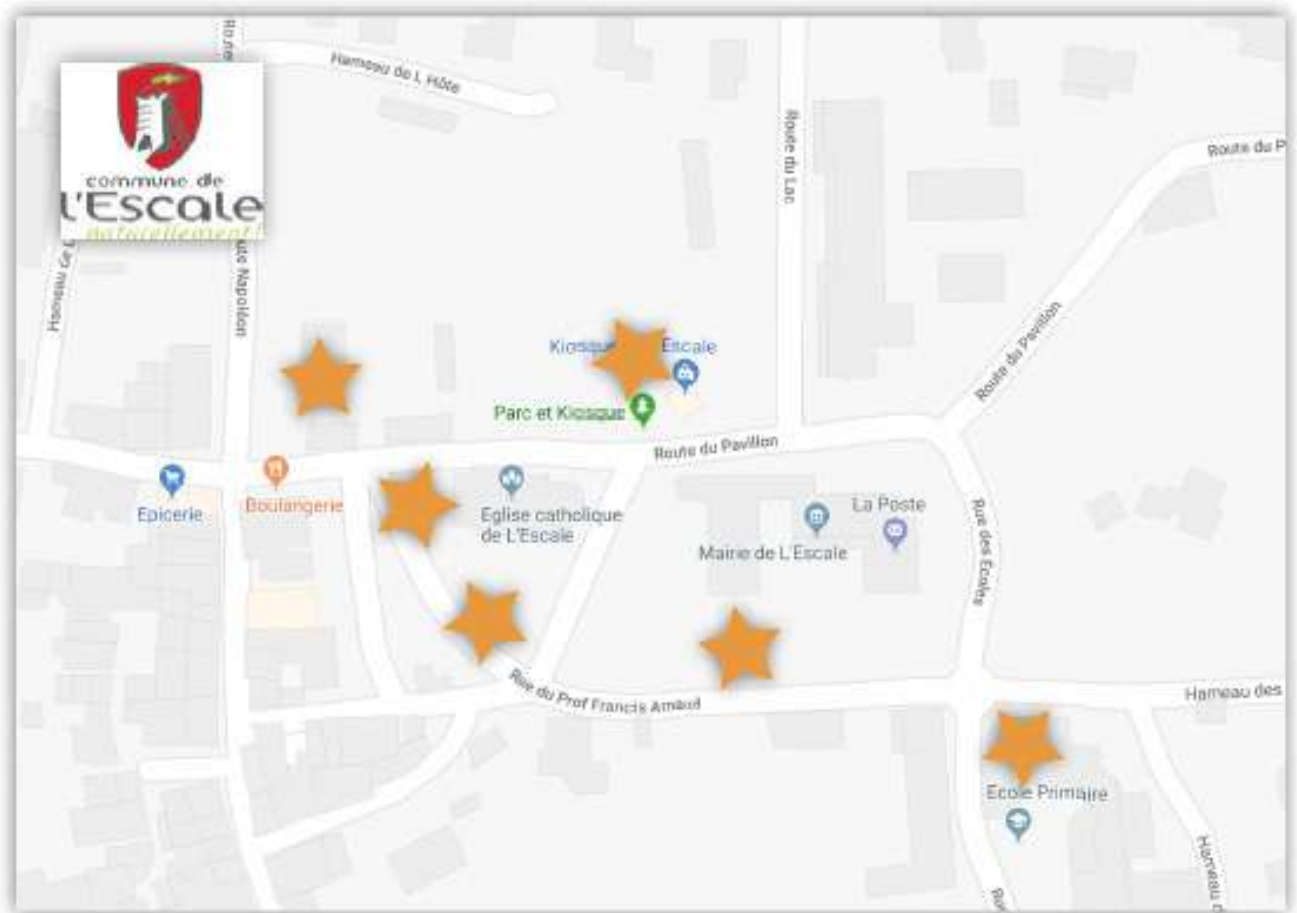 Hameau de L Hôte
commune de
l'Escale
naturellement!
Route du Lac
Route du P
Route Napoléon
Route du Pavillon
Escale
Parc et Kiosque
Route du Pavillon
Epicerie
Boulangerie
Eglise catholique
de L'Escale
La Poste
Mairie de L'Escale
Rue des Ecoles
Rue du Prof Francis Arnaud
Hameau des
Ecole Primaire